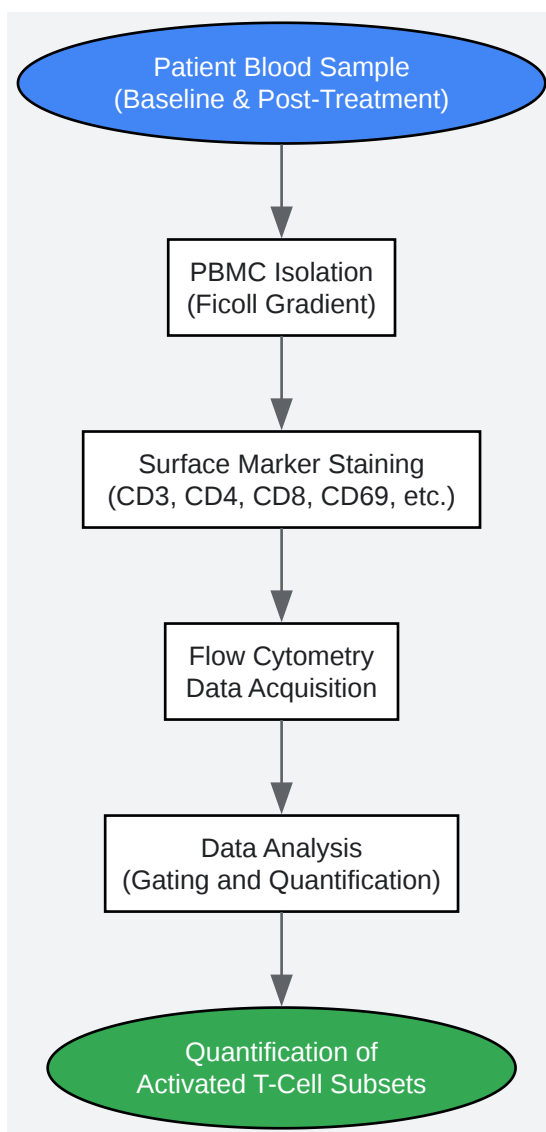 Patient Blood Sample
(Baseline & Post-Treatment)
PBMC Isolation
(Ficoll Gradient)
Surface Marker Staining
(CD3, CD4, CD8, CD69, etc.)
Flow Cytometry
Data Acquisition
Data Analysis
(Gating and Quantification)
Quantification of
Activated T-Cell Subsets